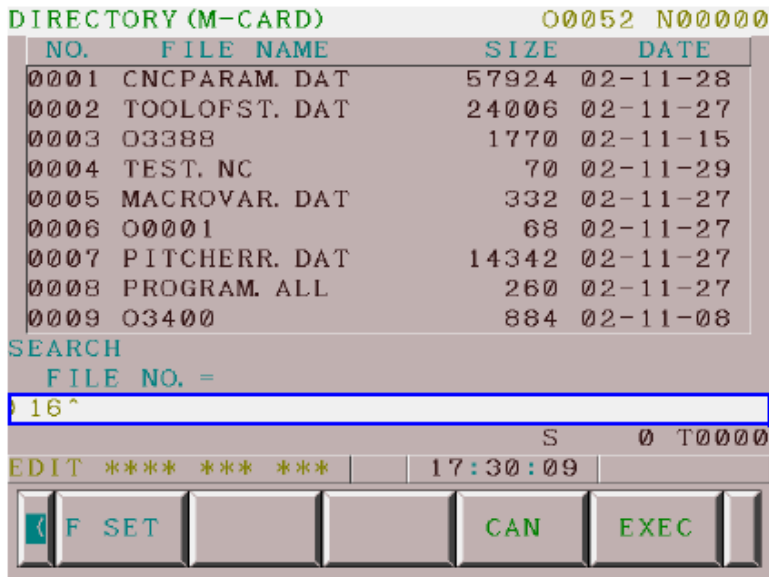 DIRECTORY (M-CARD) O0052 N00000
NO. FILE NAME SIZE DATE
0001 CNCPARAM. DAT 57924 02-11-28
0002 TOOLOFST. DAT 24006 02-11-27
0003 O3388 1770 02-11-15
0004 TEST. NC 70 02-11-29
0005 MACROVAR. DAT 332 02-11-27
0006 O0001 68 02-11-27
0007 PITCHERR. DAT 14342 02-11-27
0008 PROGRAM. ALL 260 02-11-27
0009 O3400 884 02-11-08
SEARCH
FILE NO. =
) 16^
S 0 T0000
EDIT **** *** *** 17:30:09
( F SET CAN EXEC